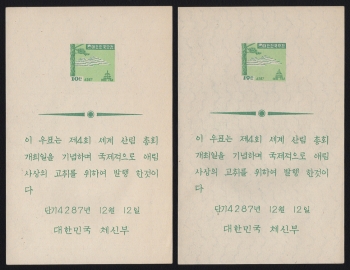 10c
이 우표는 제4회 세계 산림 총회
개최일을 기념하며 국제적으로 애림
사상의 고취를 위하여 발행 한것이
다
단기4287년 12월 12일
대한민국 체신부
10c
이 우표는 제4회 세계 산림 총회
개최일을 기념하며 국제적으로 애림
사상의 고취를 위하여 발행 한것이
다
단기4287년 12월 12일
대한민국 체신부